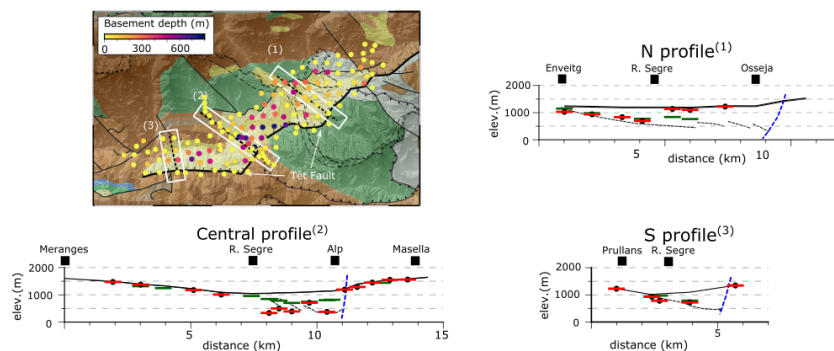 Basement depth (m)
0 300 600
(1)
(2)
(3)
Têt Fault
N profile(1)
Enveitg R. Segre Osseja
2000
1000
0
elev.(m)
5 10
distance (km)
Central profile(2)
Meranges R. Segre Alp Masella
2000
1000
0
elev.(m)
0 5 10 15
distance (km)
S profile(3)
Prullans R. Segre
2000
1000
0
elev.(m)
5
distance (km)